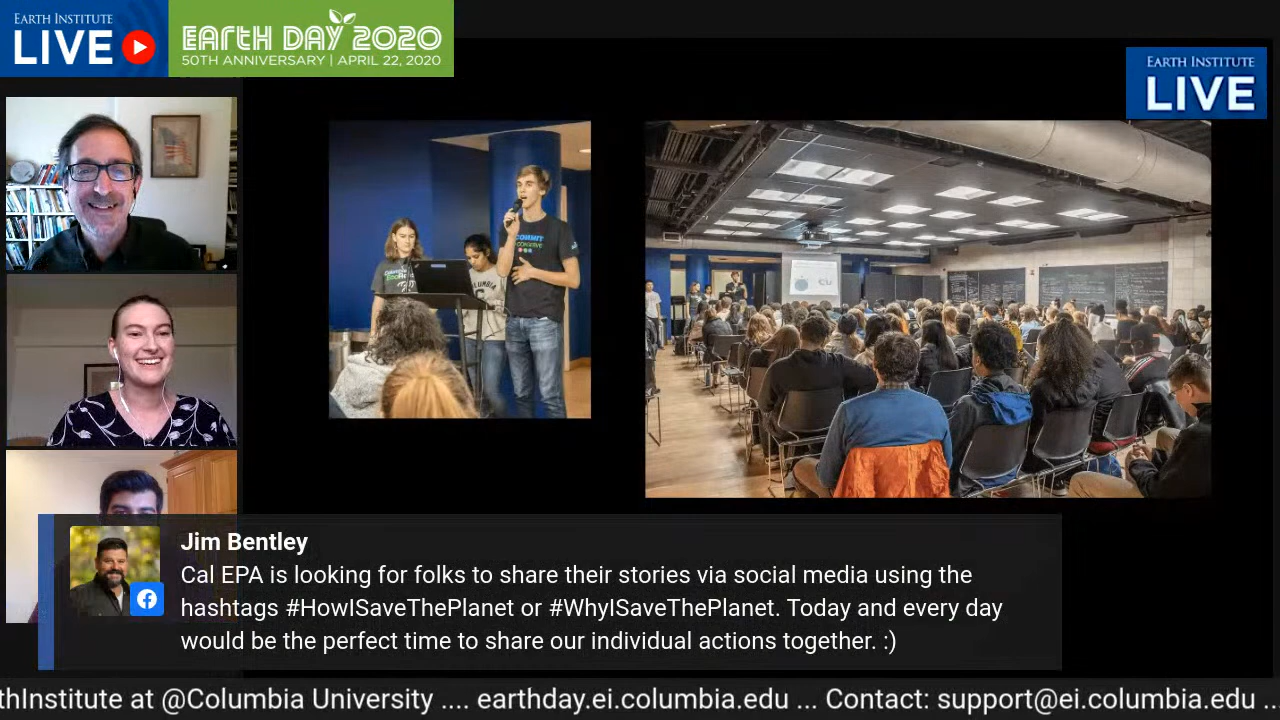 EARTH INSTITUTE
LIVE
EARTH DAY 2020
50TH ANNIVERSARY | APRIL 22, 2020
EARTH INSTITUTE
LIVE
COMMIT
Jim Bentley
Cal EPA is looking for folks to share their stories via social media using the
hashtags #HowISaveThePlanet or #WhyISaveThePlanet. Today and every day
would be the perfect time to share our individual actions together. :)
thInstitute at @Columbia University .... earthday.ei.columbia.edu ... Contact: support@ei.columbia.edu ..